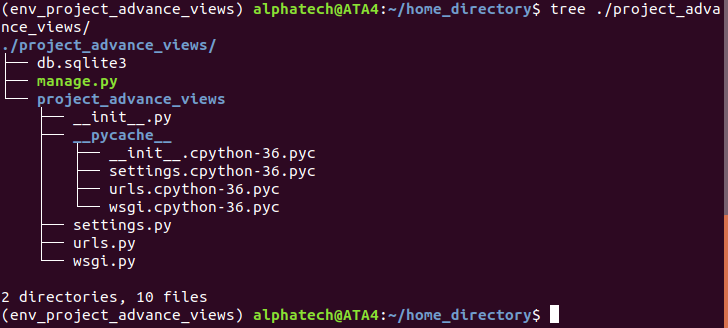 (env_project_advance_views) alphatech@ATA4:~/home_directory$ tree ./project_adva
nce_views/
./project_advance_views/
├── db.sqlite3
├── manage.py
└── project_advance_views
    ├── __init__.py
    ├── __pycache__
    │   ├── __init__.cpython-36.pyc
    │   ├── settings.cpython-36.pyc
    │   ├── urls.cpython-36.pyc
    │   └── wsgi.cpython-36.pyc
    ├── settings.py
    ├── urls.py
    └── wsgi.py

2 directories, 10 files
(env_project_advance_views) alphatech@ATA4:~/home_directory$